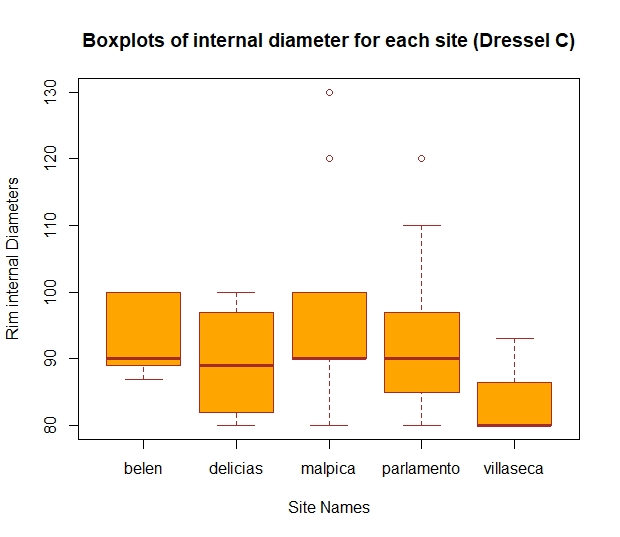 Boxplots of internal diameter for each site (Dressel C)
Rim internal Diameters
130
120
110
100
90
80
belen delicias malpica parlamento villaseca
Site Names